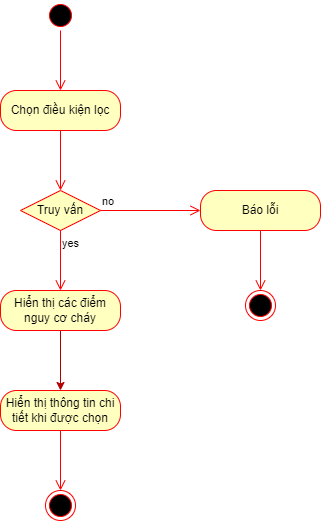 Chọn điều kiện lọc
Truy vấn
no
Báo lỗi
yes
Hiển thị các điểm
nguy cơ cháy
Hiển thị thông tin chi
tiết khi được chọn